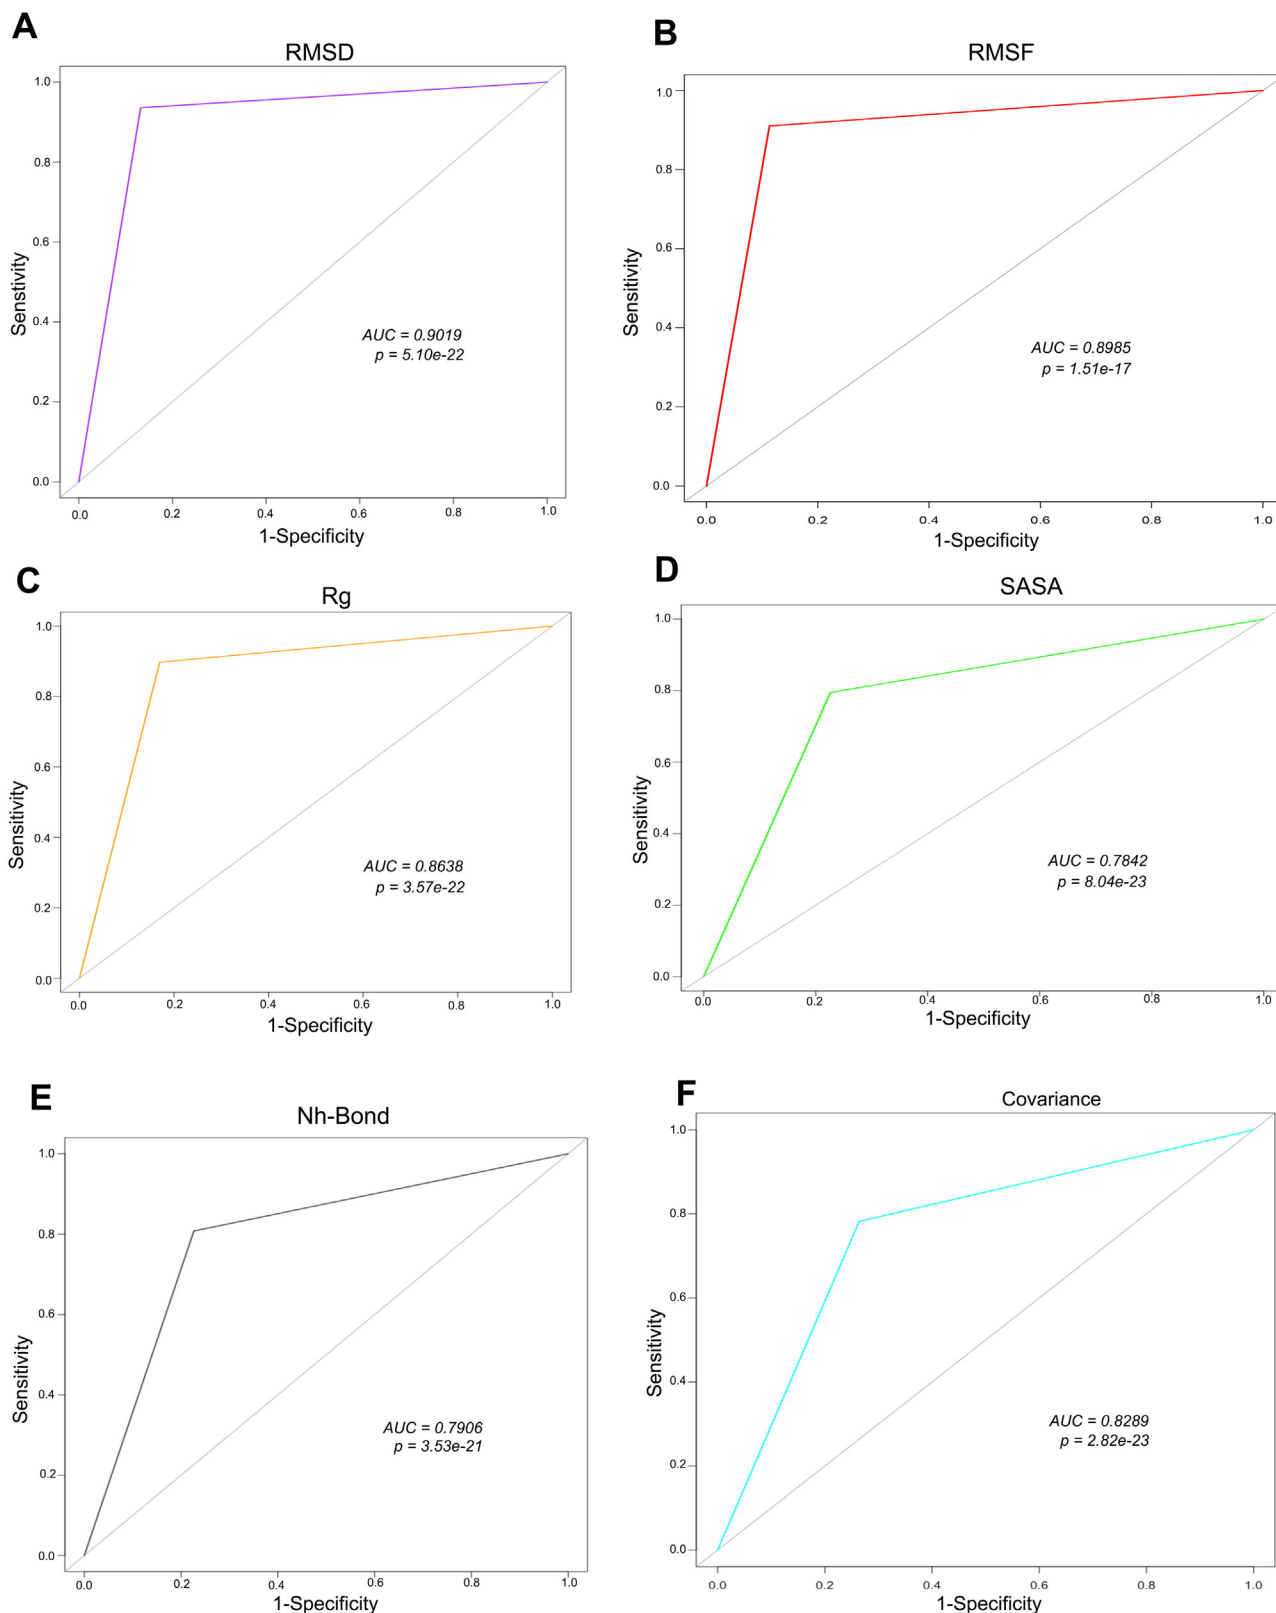 A
RMSD
1.0
0.8
0.6
0.4
0.2
0.0
Senstivity
AUC = 0.9019
p = 5.10e-22
0.0 0.2 0.4 0.6 0.8 1.0
1-Specificity
B
RMSF
1.0
0.8
0.6
0.4
0.2
0.0
Sensitivity
AUC = 0.8985
p = 1.51e-17
0.0 0.2 0.4 0.6 0.8 1.0
1-Specificity
C
Rg
1.0
0.8
0.6
0.4
0.2
0.0
Sensitivity
AUC = 0.8638
p = 3.57e-22
0.0 0.2 0.4 0.6 0.8 1.0
1-Specificity
D
SASA
1.0
0.8
0.6
0.4
0.2
0.0
Sensitivity
AUC = 0.7842
p = 8.04e-23
0.0 0.2 0.4 0.6 0.8 1.0
1-Specificity
E
Nh-Bond
1.0
0.8
0.6
0.4
0.2
0.0
Sensitivity
AUC = 0.7906
p = 3.53e-21
0.0 0.2 0.4 0.6 0.8 1.0
1-Specificity
F
Covariance
1.0
0.8
0.6
0.4
0.2
0.0
Sensitivity
AUC = 0.8289
p = 2.82e-23
0.0 0.2 0.4 0.6 0.8 1.0
1-Specificity